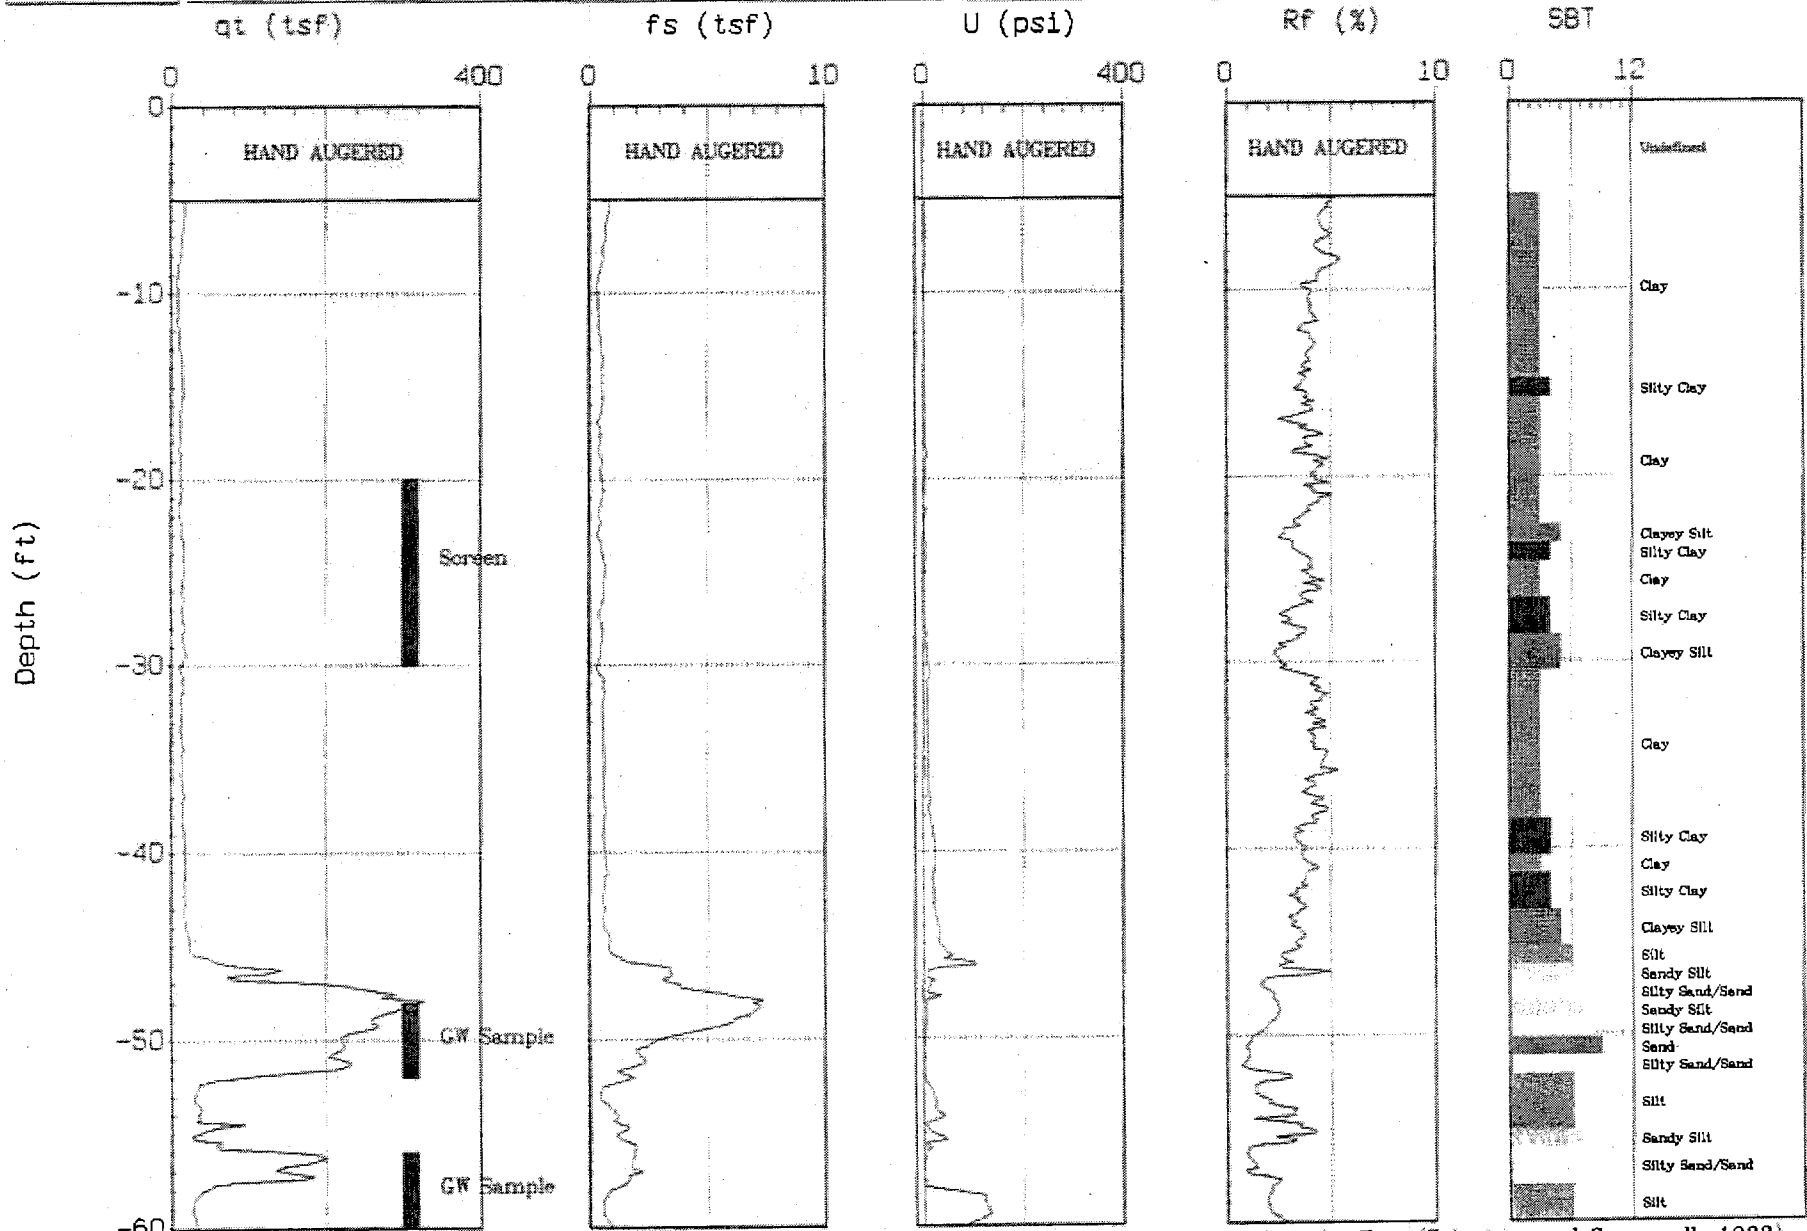 qt (tsf) fs (tsf) U (psi) Rf (%) SBT
0 400 0 10 0 400 0 10 0 12
0
HAND AUGERED HAND AUGERED HAND AUGERED HAND AUGERED Undefined
-10 Clay
Silty Clay
Clay
-20
Clayey Silt
Silty Clay
Screen
Clay
Depth (ft)
Silty Clay
Clayey Silt
-30
Clay
Silty Clay
-40
Clay
Silty Clay
Clayey Silt
Silt
Sandy Silt
Silty Sand/Sand
Sandy Silt
Silty Sand/Sand
-50 GW Sample Sand
Silty Sand/Sand
Silt
Sandy Silt
Silty Sand/Sand
GW Sample
Silt
-60
1988)